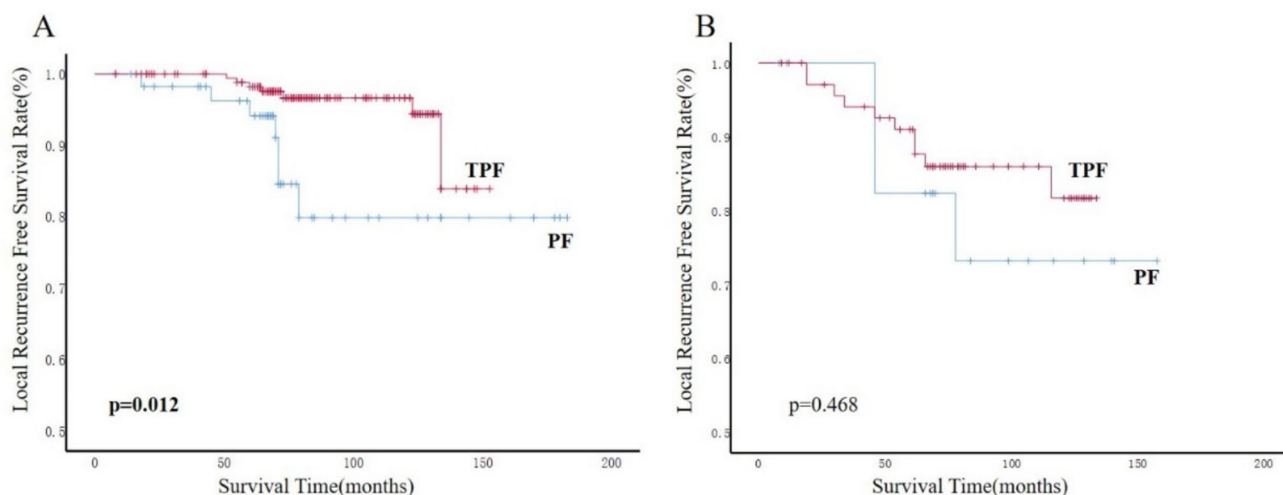 A
Local Recurrence Free Survival Rate(%)
1.0
0.9
0.8
0.7
0.6
0.5
TPF
PF
p=0.012
0 50 100 150 200
Survival Time(months)
B
Local Recurrence Free Survival Rate(%)
1.0
0.9
0.8
0.7
0.6
0.5
TPF
PF
p=0.468
0 50 100 150 200
Survival Time(months)